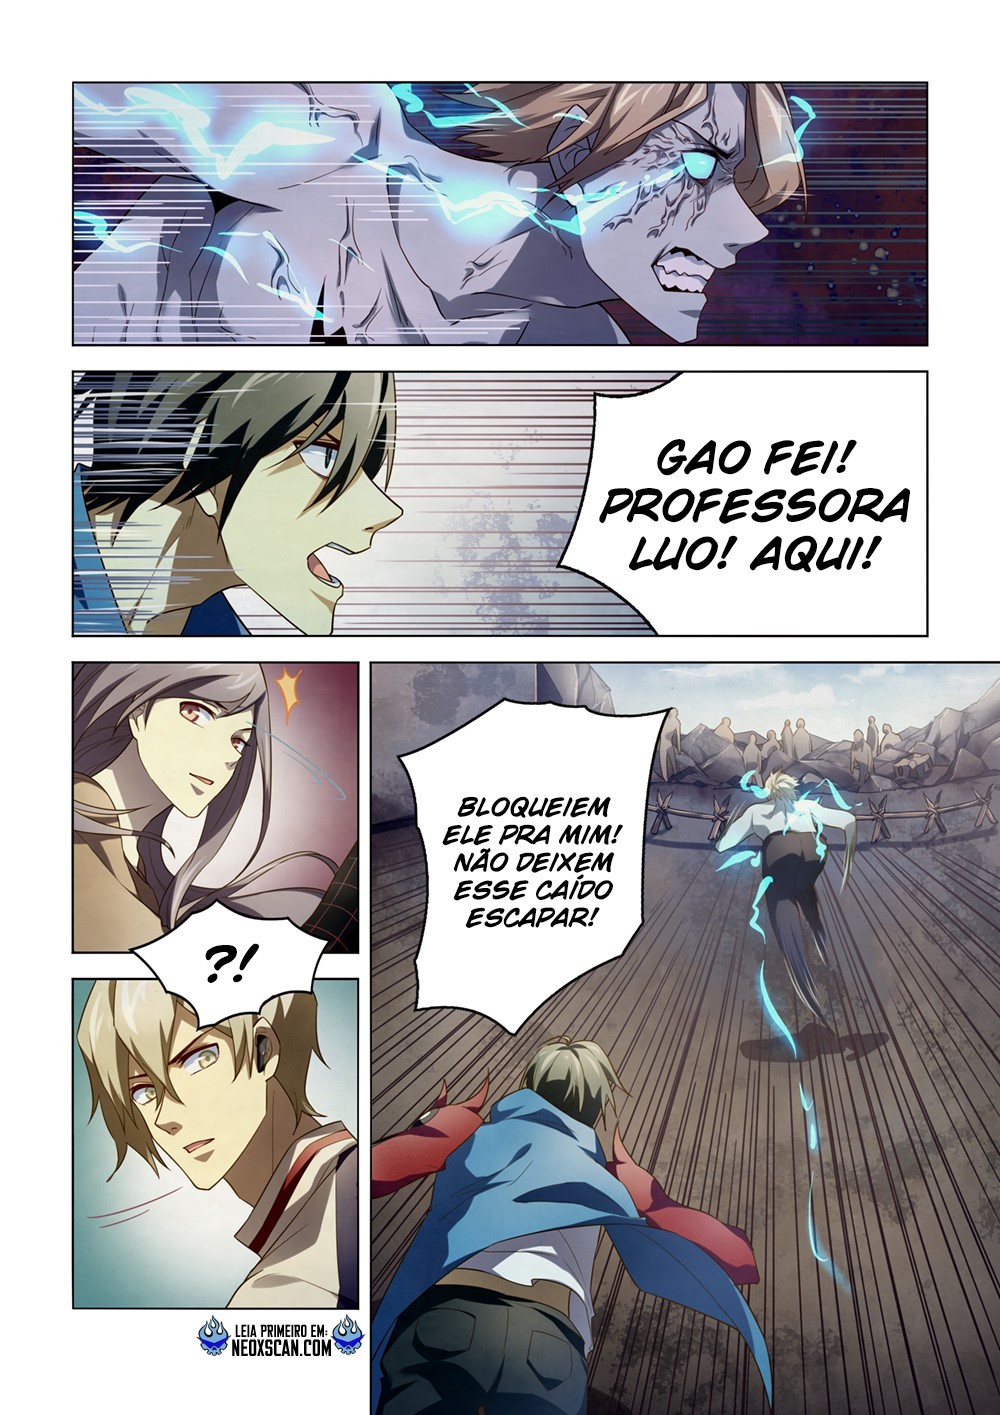 GAO FEI!
PROFESSORA
LUO! AQUI!
BLOQUEIEM
ELE PRA MIM!
NÃO DEIXEM
ESSE CAÍDO
ESCAPAR!
?!
LEIA PRIMEIRO EM:
NEOXSCAN.COM